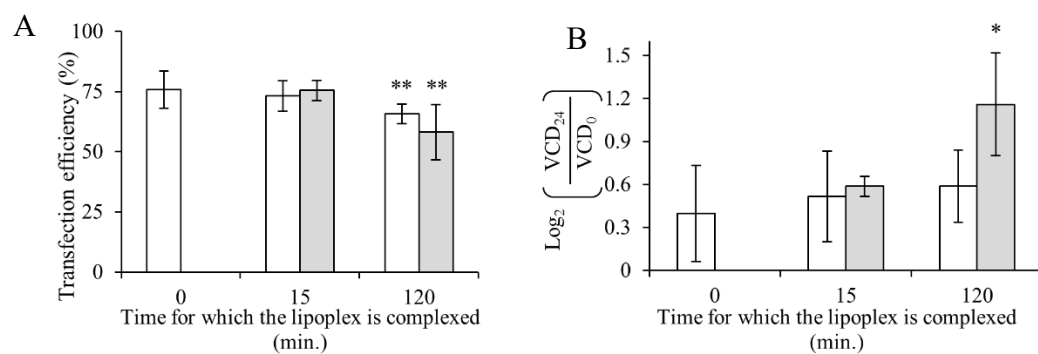 A
Transfection efficiency (%)
100
75
50
25
0
** **
0 15 120
Time for which the lipoplex is complexed
(min.)
B
Log2 (VCD24 / VCD0)
1.5
1.2
0.9
0.6
0.3
0
*
0 15 120
Time for which the lipoplex is complexed
(min.)